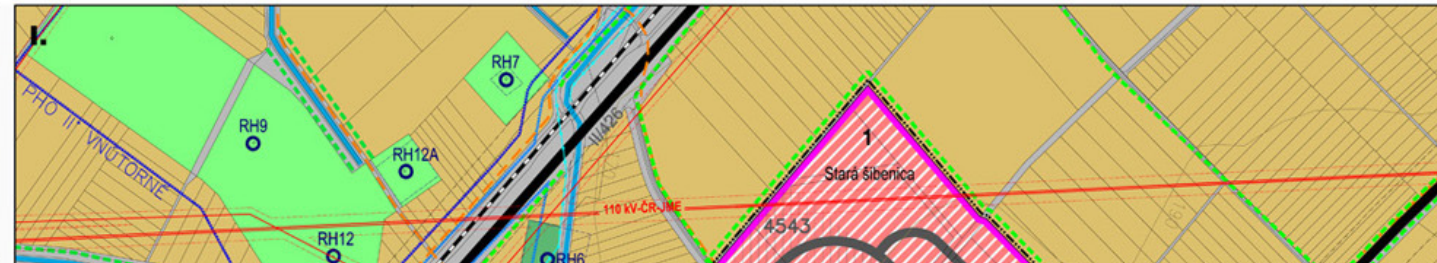 I.
RH7
PHO II° VNÚTORNÉ
RH9
II/426
RH12A
1
Stará šibenica
110 kV-ČR-JME
4543
RH12
RH6